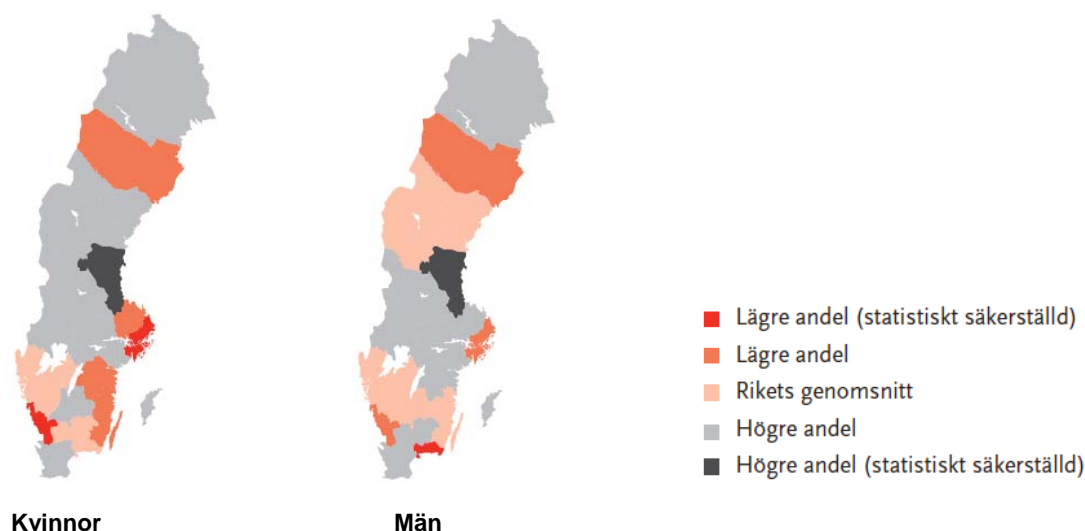 Lägre andel (statistiskt säkerställd)
Lägre andel
Rikets genomsnitt
Högre andel
Högre andel (statistiskt säkerställd)
Kvinnor
Män